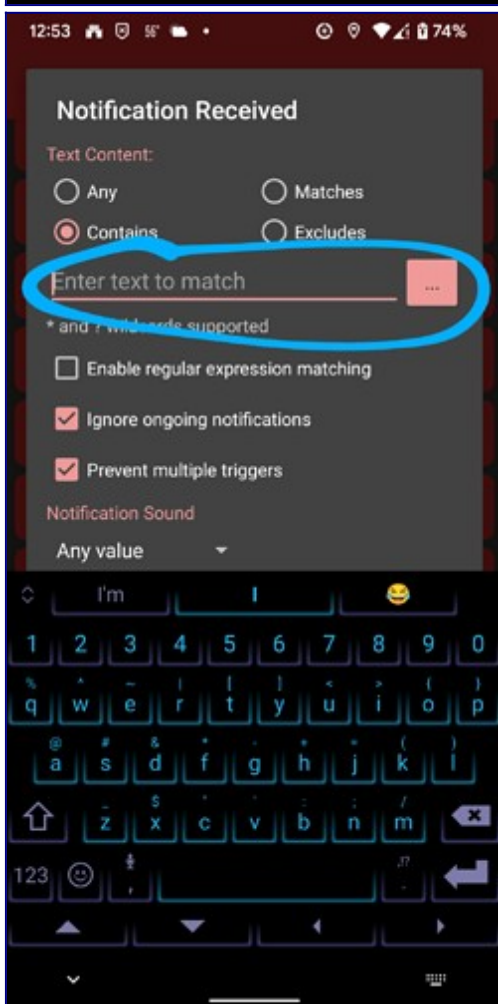 12:53 56° 74%
Notification Received
Text Content:
Any Matches
Contains Excludes
Enter text to match ...
* and ? wildcards supported
Enable regular expression matching
Ignore ongoing notifications
Prevent multiple triggers
Notification Sound
Any value
I'm I 😂
1 2 3 4 5 6 7 8 9 0
q w e r t y u i o p
a s d f g h j k l
z x c v b n m
123 , .